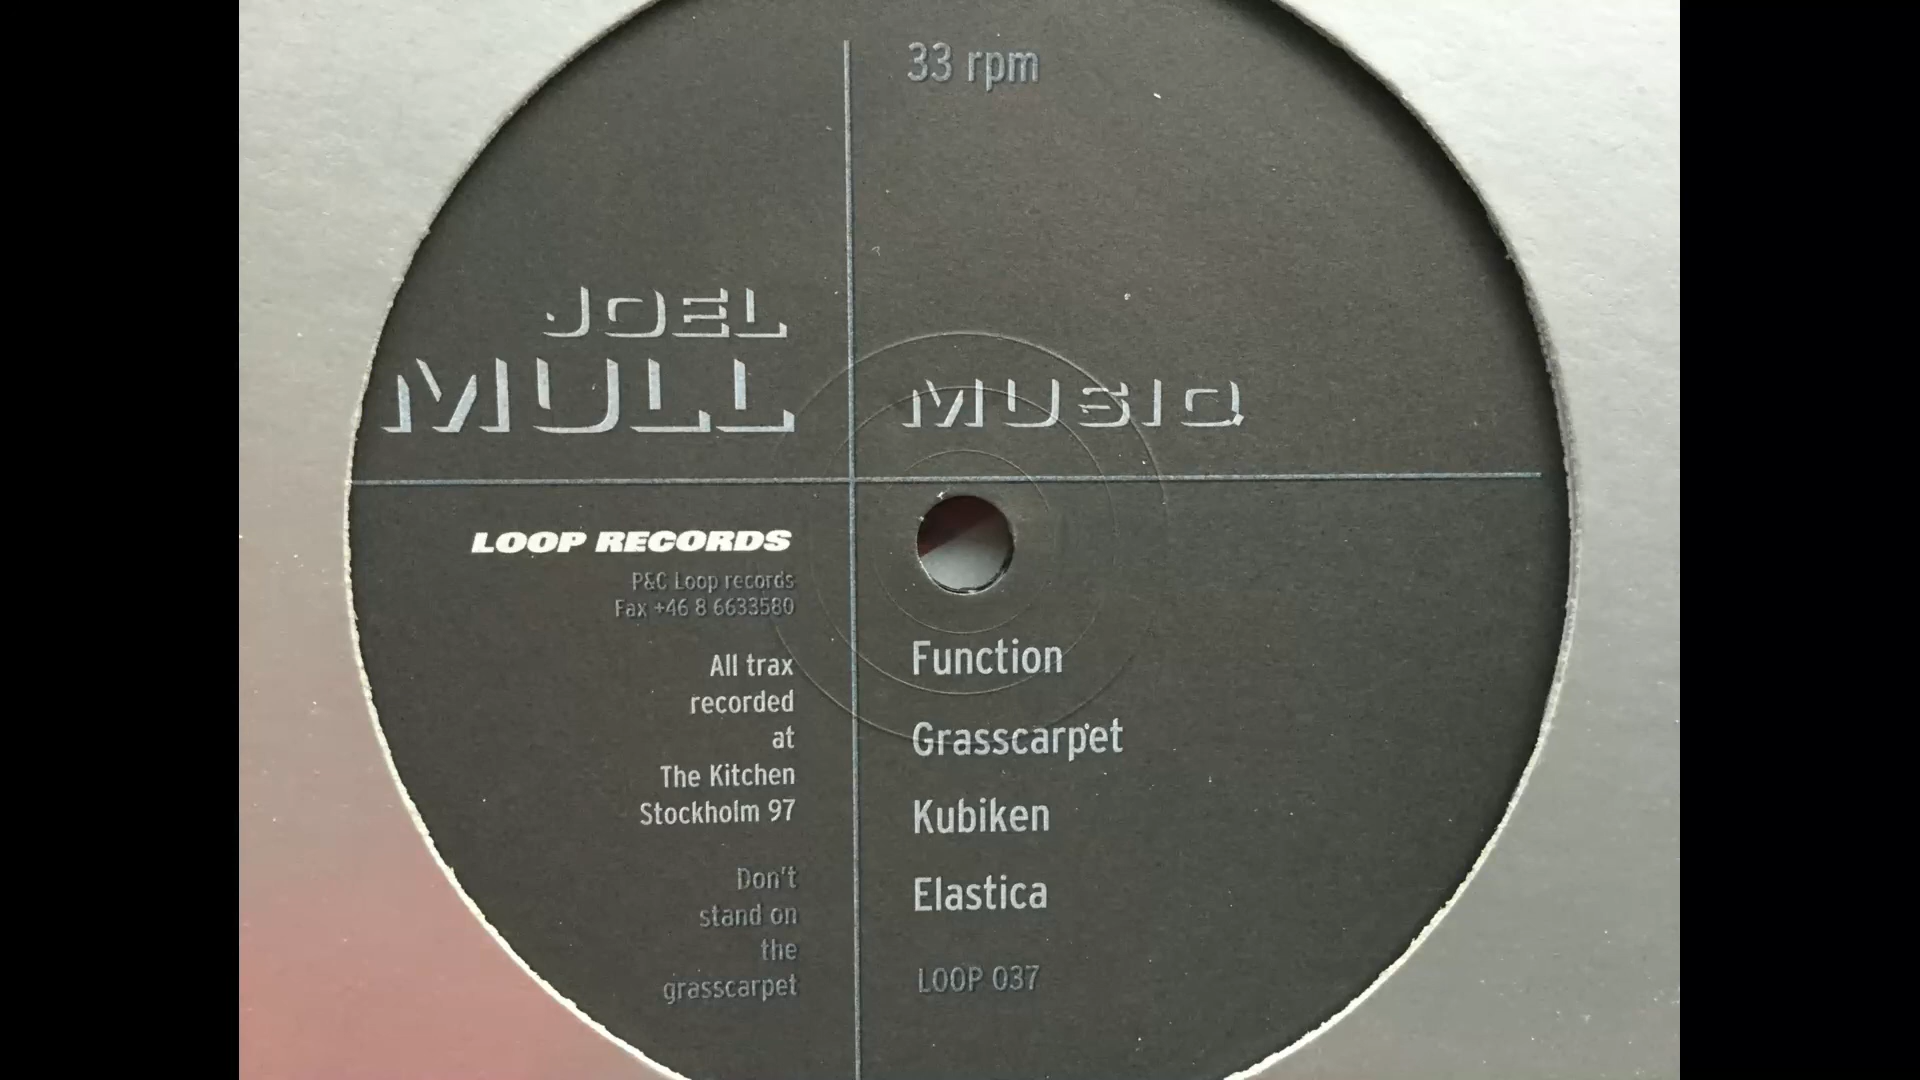 33 rpm
JOEL
MULL
MUSIQ
LOOP RECORDS
P&C Loop records
Fax +46 8 6633580
All trax
recorded
at
The Kitchen
Stockholm 97
Don't
stand on
the
grasscarpet
Function
Grasscarpet
Kubiken
Elastica
LOOP 037